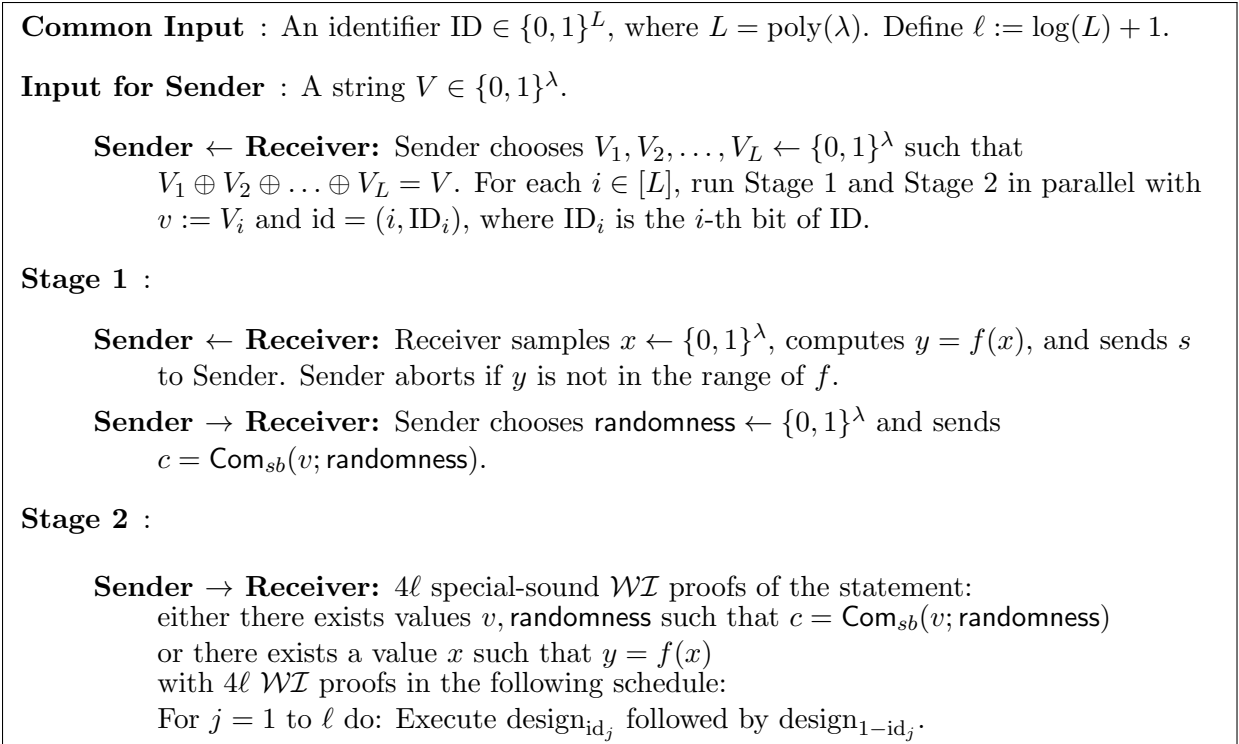 Common Input : An identifier ID ∈ {0, 1}^L, where L = poly(λ). Define ℓ := log(L) + 1.
Input for Sender : A string V ∈ {0, 1}^λ.
Sender ← Receiver: Sender chooses V_1, V_2, . . . , V_L ← {0, 1}^λ such that
V_1 ⊕ V_2 ⊕ . . . ⊕ V_L = V. For each i ∈ [L], run Stage 1 and Stage 2 in parallel with
v := V_i and id = (i, ID_i), where ID_i is the i-th bit of ID.
Stage 1 :
Sender ← Receiver: Receiver samples x ← {0, 1}^λ, computes y = f(x), and sends s
to Sender. Sender aborts if y is not in the range of f.
Sender → Receiver: Sender chooses randomness ← {0, 1}^λ and sends
c = Com_sb(v; randomness).
Stage 2 :
Sender → Receiver: 4ℓ special-sound WI proofs of the statement:
either there exists values v, randomness such that c = Com_sb(v; randomness)
or there exists a value x such that y = f(x)
with 4ℓ WI proofs in the following schedule:
For j = 1 to ℓ do: Execute design_{id_j} followed by design_{1−id_j}.